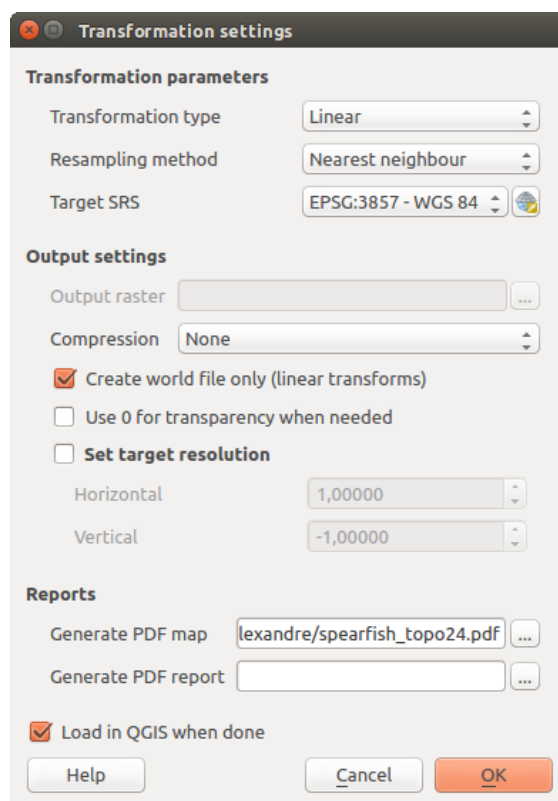 Transformation settings
Transformation parameters
Transformation type Linear
Resampling method Nearest neighbour
Target SRS EPSG:3857 - WGS 84
Output settings
Output raster ...
Compression None
Create world file only (linear transforms)
Use 0 for transparency when needed
Set target resolution
Horizontal 1,00000
Vertical -1,00000
Reports
Generate PDF map lexandre/spearfish_topo24.pdf ...
Generate PDF report ...
Load in QGIS when done
Help Cancel OK